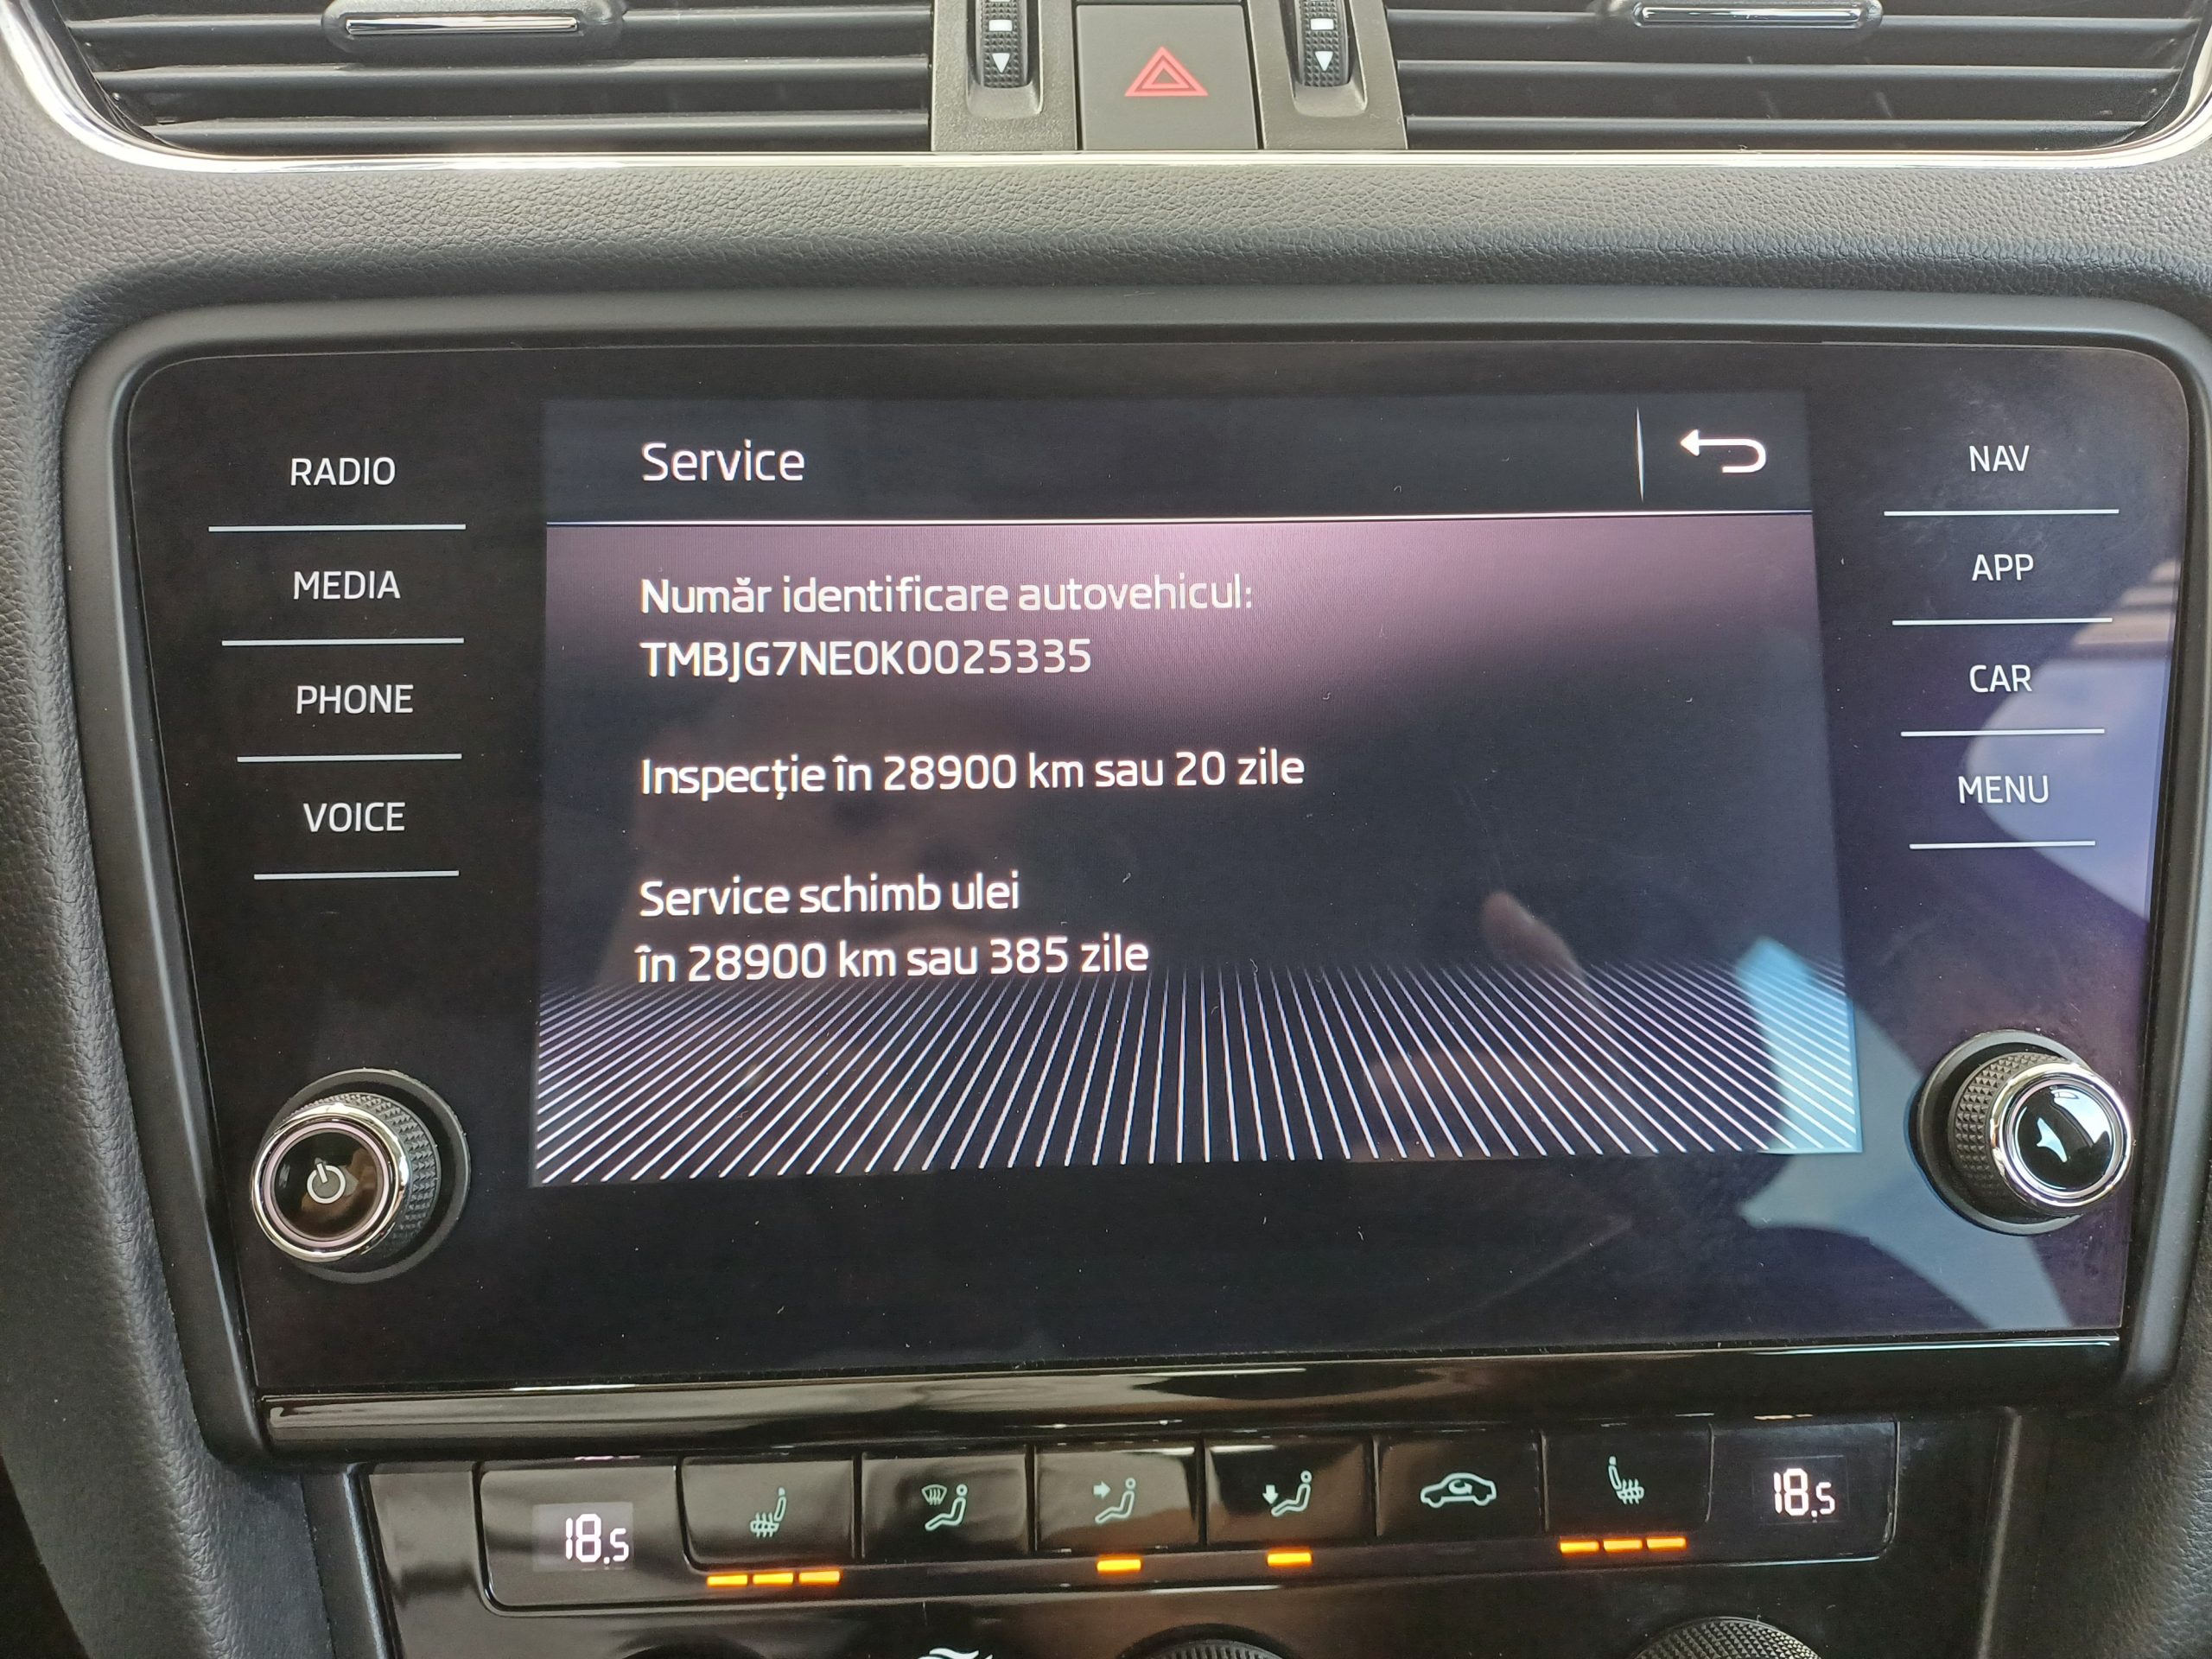 Service
RADIO
MEDIA
PHONE
VOICE
Număr identificare autovehicul:
TMBJG7NE0K0025335
Inspecție în 28900 km sau 20 zile
Service schimb ulei
în 28900 km sau 385 zile
NAV
APP
CAR
MENU
18.5
18.5